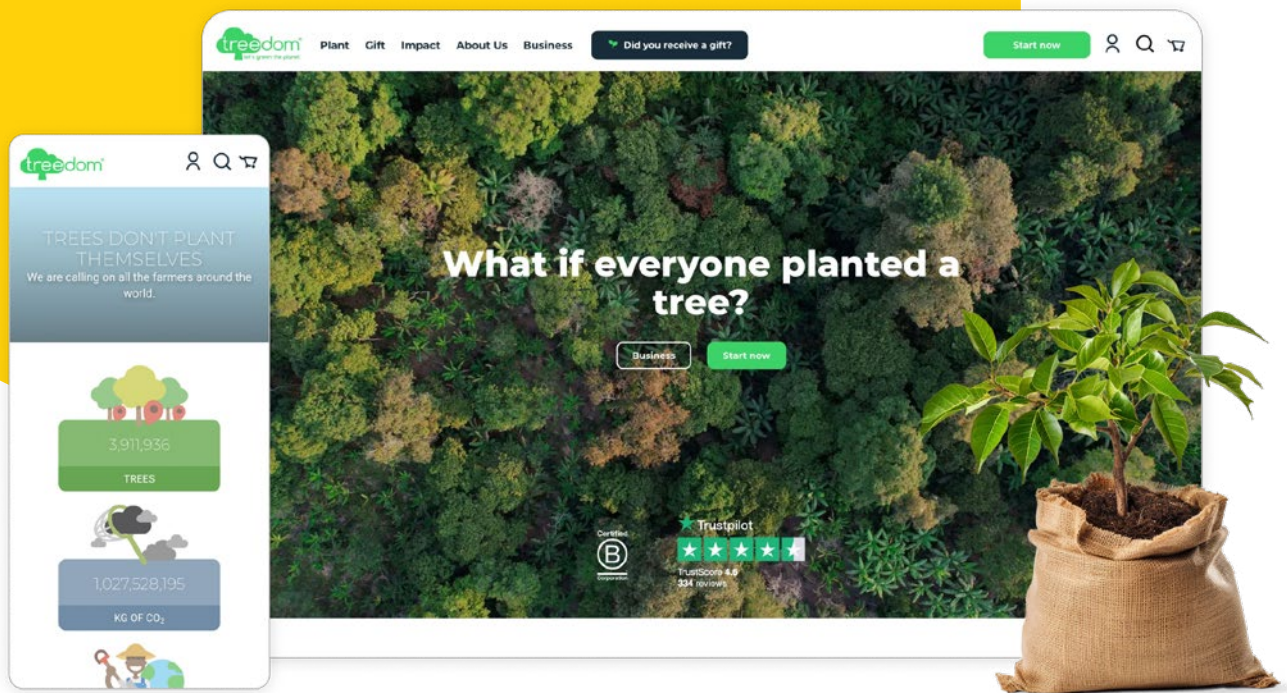 treedom
let's green the planet
Plant Gift Impact About Us Business Did you receive a gift? Start now
What if everyone planted a
tree?
Business Start now
Certified
B
Corporation
Trustpilot
TrustScore 4.6
334 reviews
treedom
TREES DON'T PLANT
THEMSELVES
We are calling on all the farmers around the
world.
3,911,936
TREES
1,027,528,195
KG OF CO₂